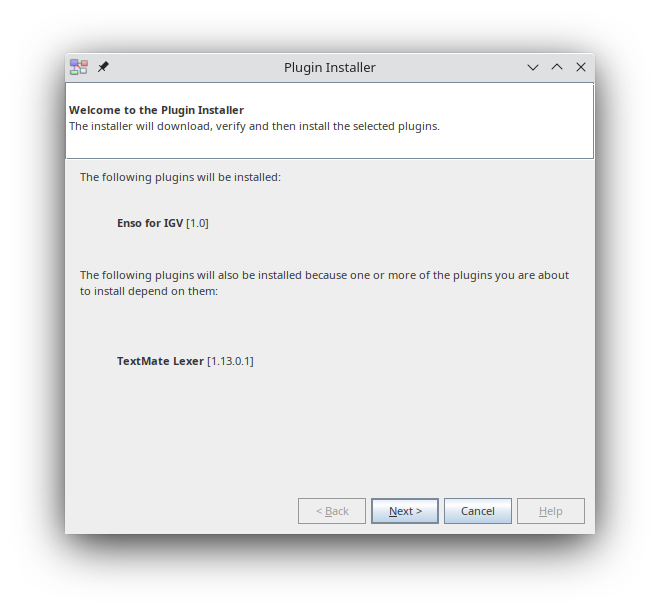 Plugin Installer
Welcome to the Plugin Installer
The installer will download, verify and then install the selected plugins.
The following plugins will be installed:
Enso for IGV [1.0]
The following plugins will also be installed because one or more of the plugins you are about
to install depend on them:
TextMate Lexer [1.13.0.1]
< Back Next > Cancel Help